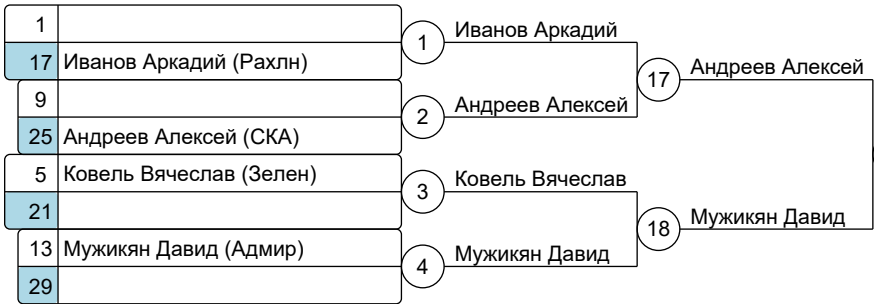 1
17 Иванов Аркадий (Рахлн)
9
25 Андреев Алексей (СКА)
5 Ковель Вячеслав (Зелен)
21
13 Мужикян Давид (Адмир)
29
1 Иванов Аркадий
2 Андреев Алексей
3 Ковель Вячеслав
4 Мужикян Давид
17 Андреев Алексей
18 Мужикян Давид